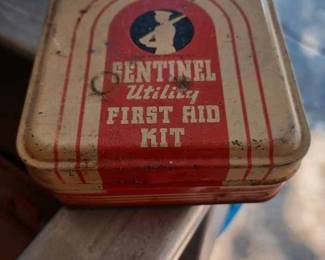 SENTINEL
Utility
FIRST AID
KIT